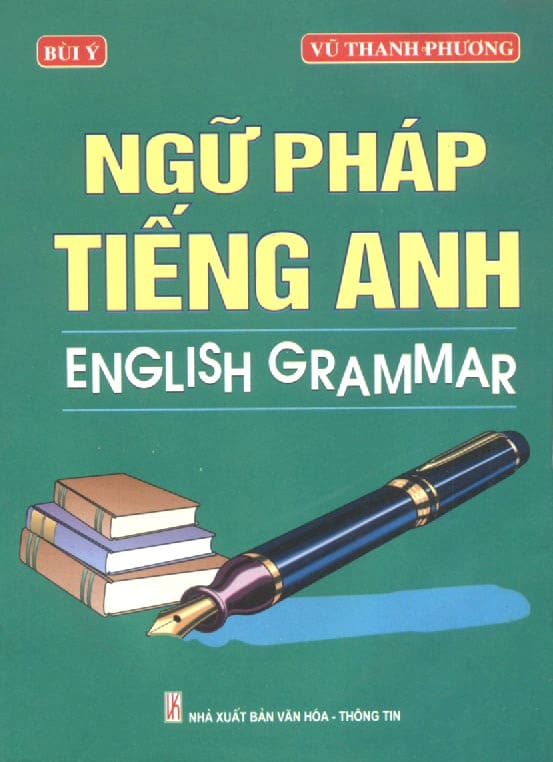 BÙI Ý
VŨ THANH PHƯƠNG
NGỮ PHÁP
TIẾNG ANH
ENGLISH GRAMMAR
NHÀ XUẤT BẢN VĂN HÓA - THÔNG TIN